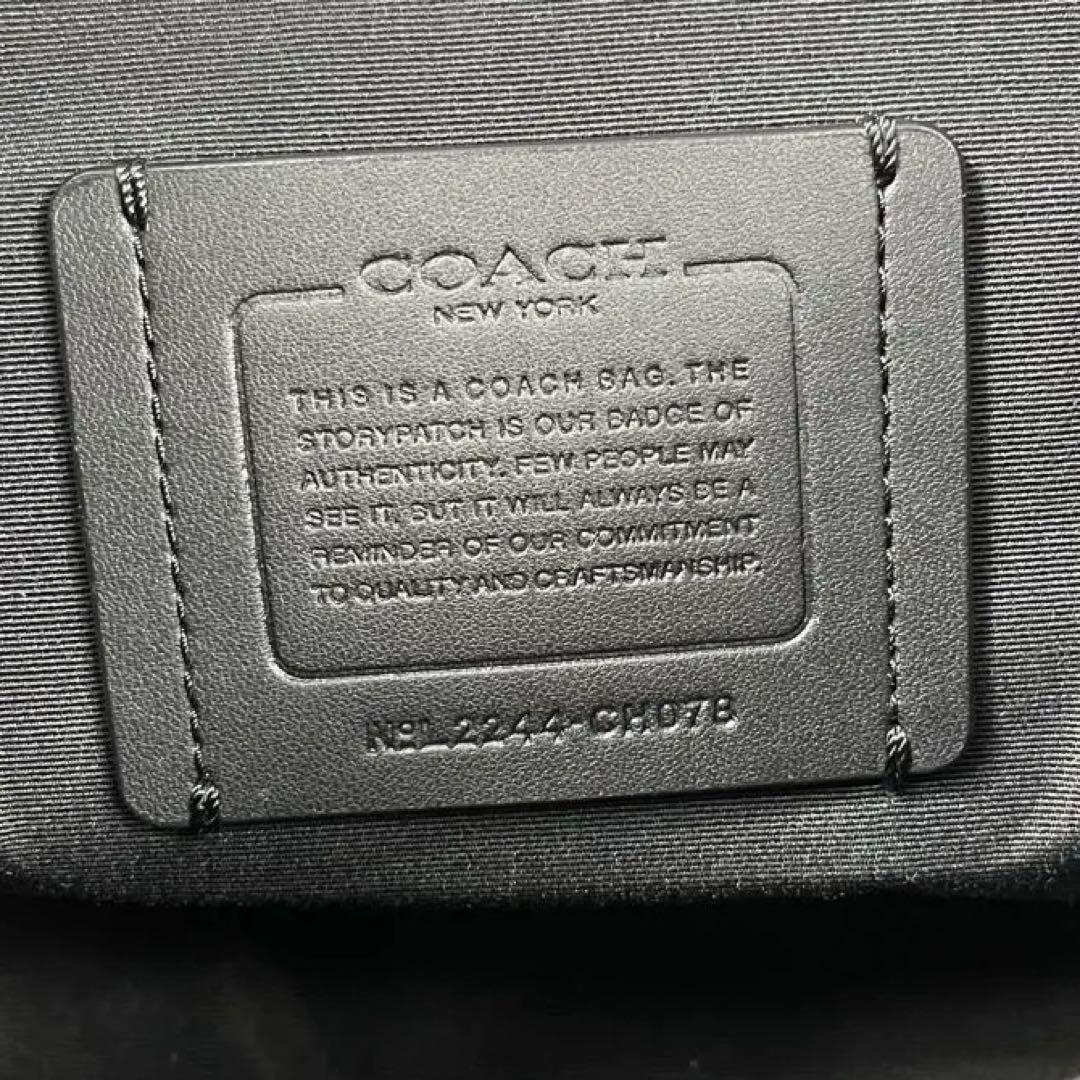 COACH
NEW YORK
THIS IS A COACH BAG. THE
STORYPATCH IS OUR BADGE OF
AUTHENTICITY. FEW PEOPLE MAY
SEE IT, BUT IT WILL ALWAYS BE A
REMINDER OF OUR COMMITMENT
TO QUALITY AND CRAFTSMANSHIP.
Nº L2244-CH078